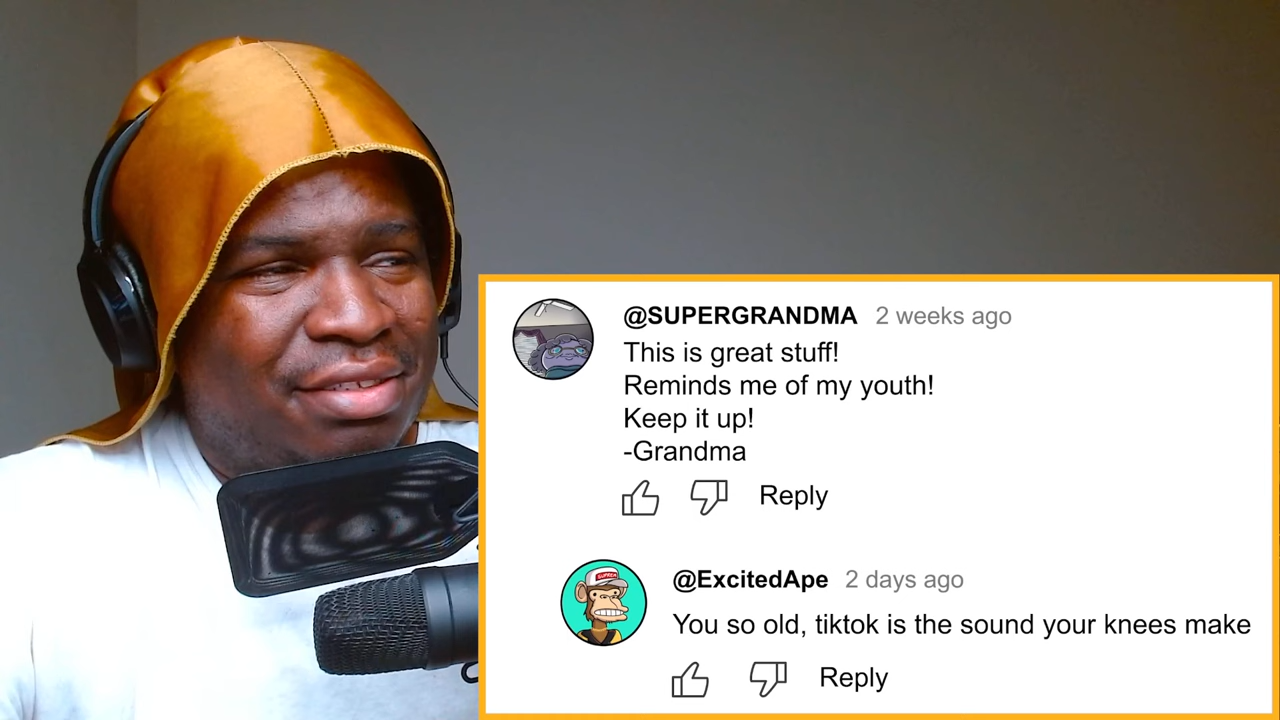 @SUPERGRANDMA 2 weeks ago
This is great stuff!
Reminds me of my youth!
Keep it up!
-Grandma
Reply
@ExcitedApe 2 days ago
You so old, tiktok is the sound your knees make
Reply